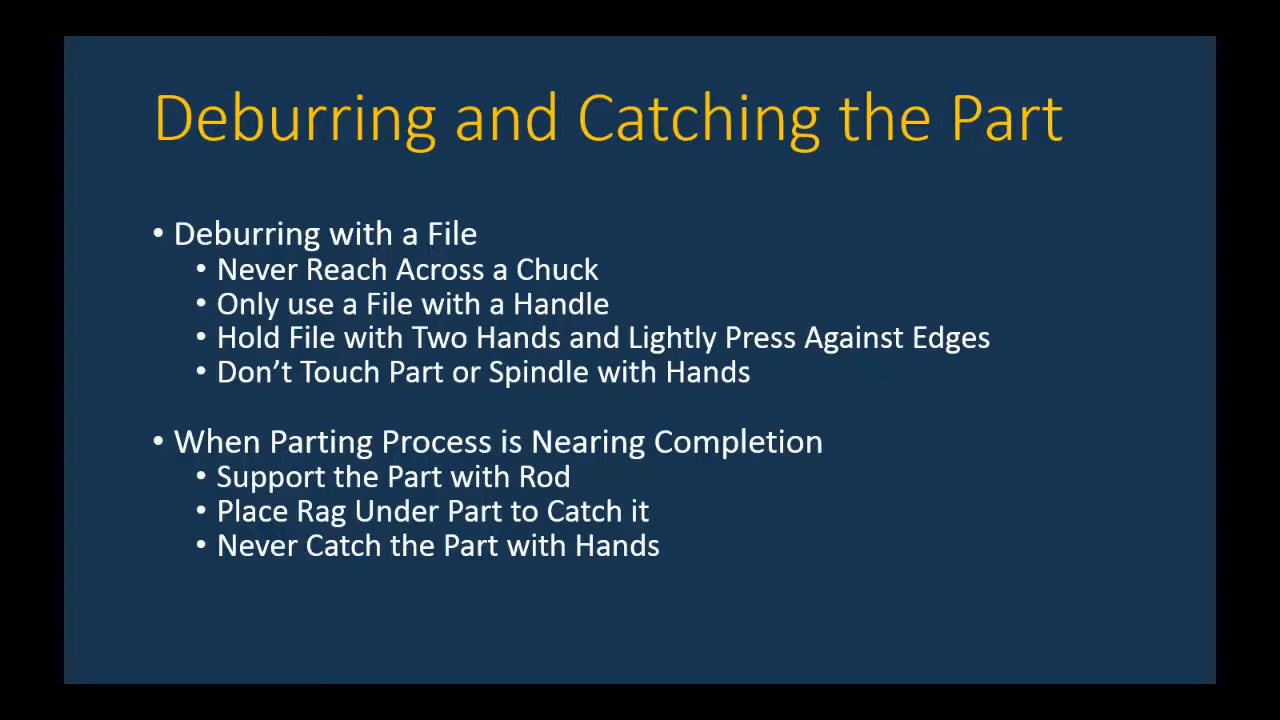 Deburring and Catching the Part
• Deburring with a File
• Never Reach Across a Chuck
• Only use a File with a Handle
• Hold File with Two Hands and Lightly Press Against Edges
• Don’t Touch Part or Spindle with Hands
• When Parting Process is Nearing Completion
• Support the Part with Rod
• Place Rag Under Part to Catch it
• Never Catch the Part with Hands